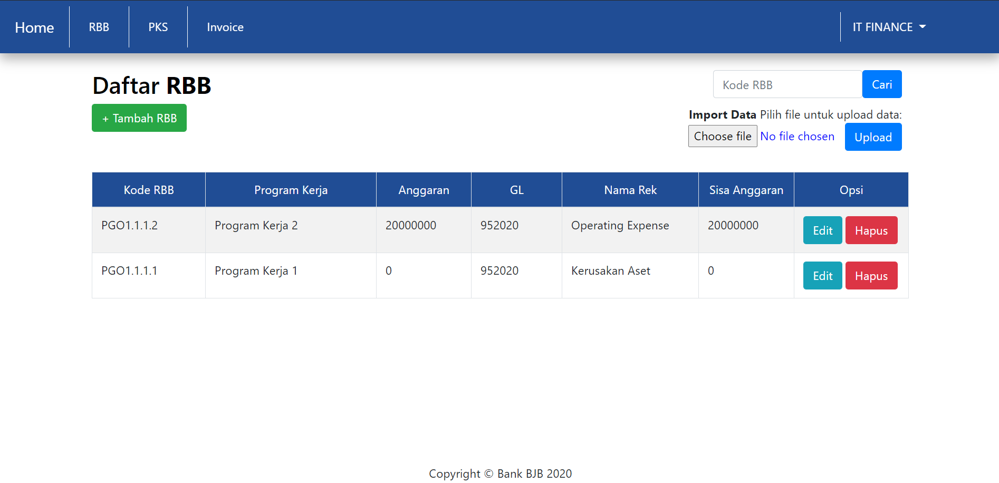 Home RBB PKS Invoice IT FINANCE
Daftar RBB
Kode RBB Cari
+ Tambah RBB
Import Data Pilih file untuk upload data:
Choose file No file chosen Upload
Kode RBB Program Kerja Anggaran GL Nama Rek Sisa Anggaran Opsi
PGO1.1.1.2 Program Kerja 2 20000000 952020 Operating Expense 20000000 Edit Hapus
PGO1.1.1.1 Program Kerja 1 0 952020 Kerusakan Aset 0 Edit Hapus
Copyright © Bank BJB 2020